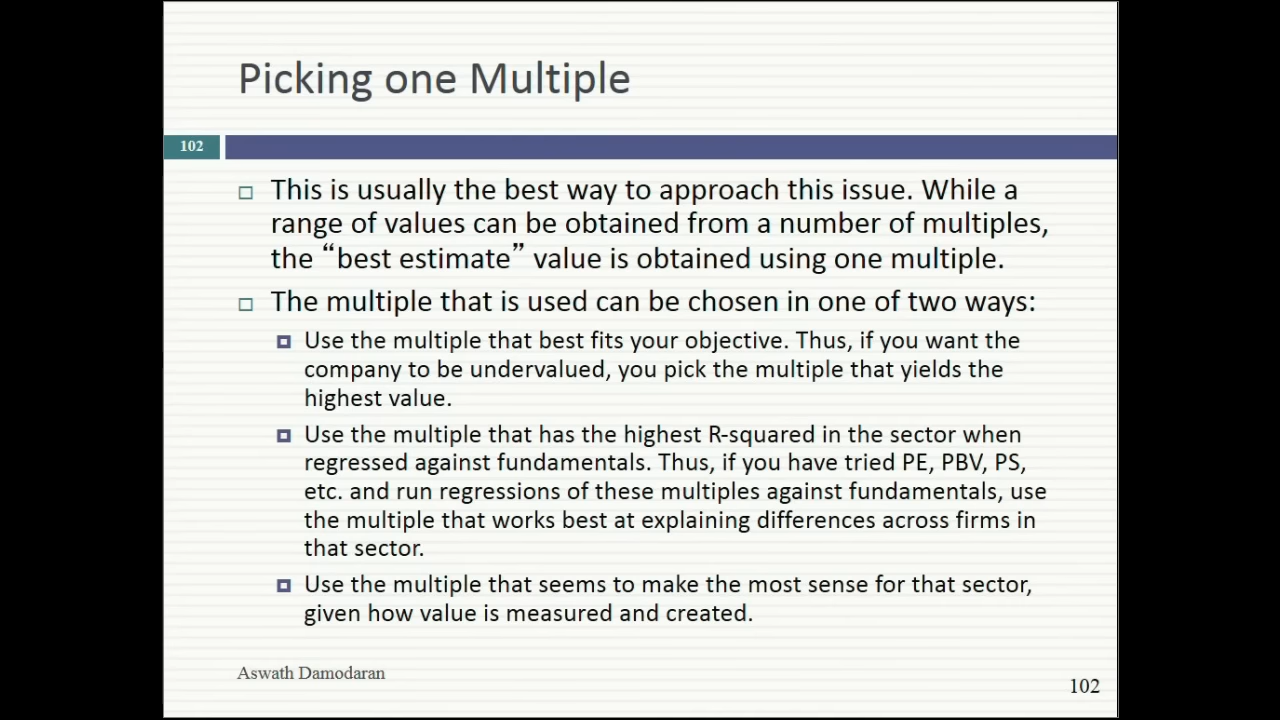 Picking one Multiple
102
This is usually the best way to approach this issue. While a
range of values can be obtained from a number of multiples,
the “best estimate” value is obtained using one multiple.
The multiple that is used can be chosen in one of two ways:
Use the multiple that best fits your objective. Thus, if you want the
company to be undervalued, you pick the multiple that yields the
highest value.
Use the multiple that has the highest R-squared in the sector when
regressed against fundamentals. Thus, if you have tried PE, PBV, PS,
etc. and run regressions of these multiples against fundamentals, use
the multiple that works best at explaining differences across firms in
that sector.
Use the multiple that seems to make the most sense for that sector,
given how value is measured and created.
Aswath Damodaran
102